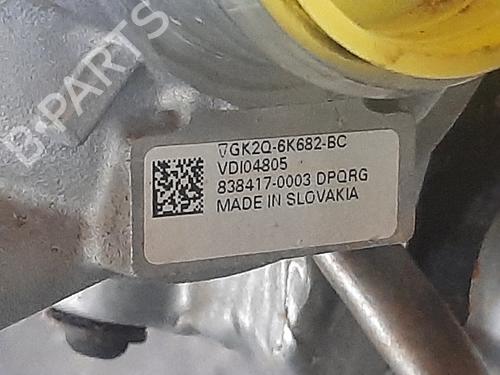 B-PARTS
▽GK2Q-6K682-BC
VDI04805
838417-0003 DPQRG
MADE IN SLOVAKIA